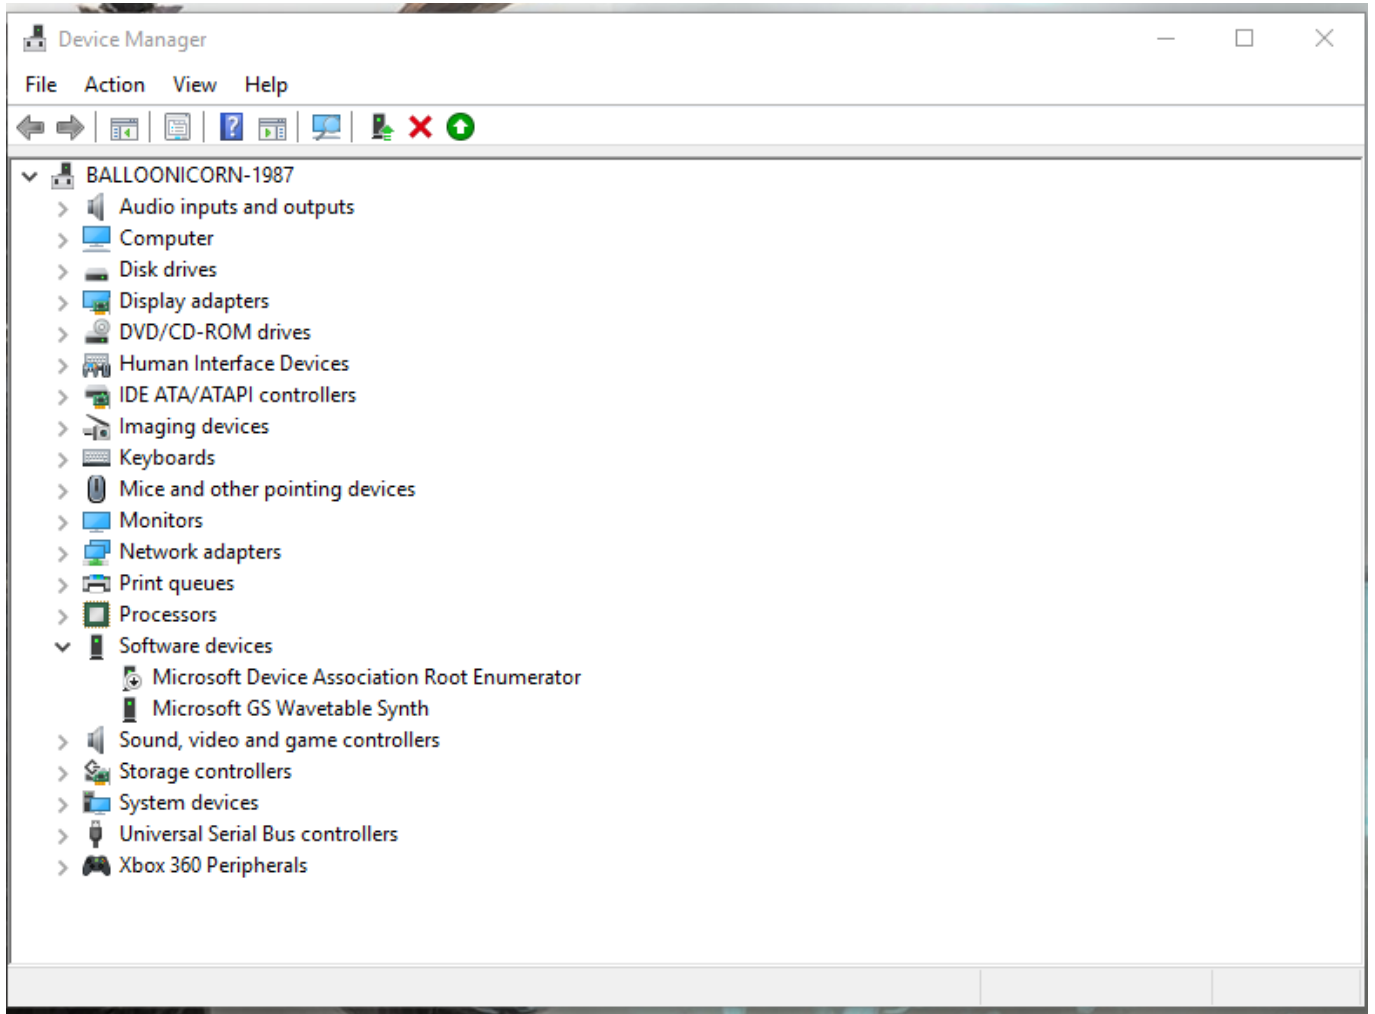 Device Manager
File Action View Help
BALLOONICORN-1987
Audio inputs and outputs
Computer
Disk drives
Display adapters
DVD/CD-ROM drives
Human Interface Devices
IDE ATA/ATAPI controllers
Imaging devices
Keyboards
Mice and other pointing devices
Monitors
Network adapters
Print queues
Processors
Software devices
Microsoft Device Association Root Enumerator
Microsoft GS Wavetable Synth
Sound, video and game controllers
Storage controllers
System devices
Universal Serial Bus controllers
Xbox 360 Peripherals